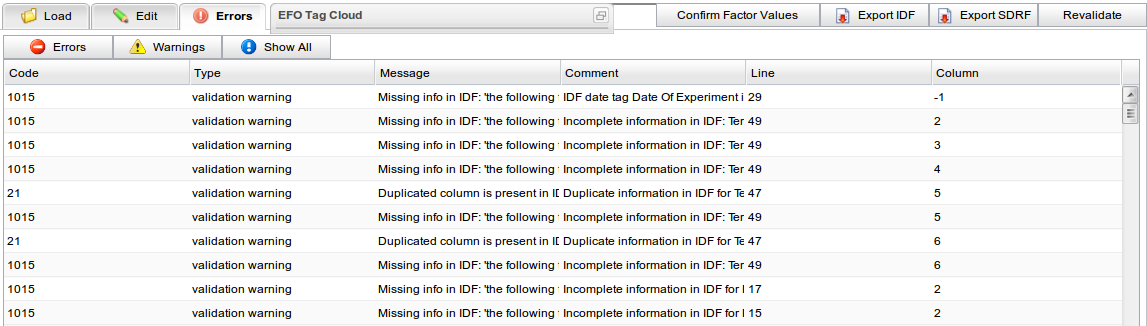 Load Edit Errors EFO Tag Cloud Confirm Factor Values Export IDF Export SDRF Revalidate
Errors Warnings Show All
Code Type Message Comment Line Column
1015 validation warning Missing info in IDF: 'the following IDF date tag Date Of Experiment i 29 -1
1015 validation warning Missing info in IDF: 'the following Incomplete information in IDF: Ter 49 2
1015 validation warning Missing info in IDF: 'the following Incomplete information in IDF: Ter 49 3
1015 validation warning Missing info in IDF: 'the following Incomplete information in IDF: Ter 49 4
21 validation warning Duplicated column is present in ID Duplicate information in IDF for Te 47 5
1015 validation warning Missing info in IDF: 'the following Incomplete information in IDF: Ter 49 5
21 validation warning Duplicated column is present in ID Duplicate information in IDF for Te 47 6
1015 validation warning Missing info in IDF: 'the following Incomplete information in IDF: Ter 49 6
1015 validation warning Missing info in IDF: 'the following Incomplete information in IDF for 17 2
1015 validation warning Missing info in IDF: 'the following Incomplete information in IDF for 15 2